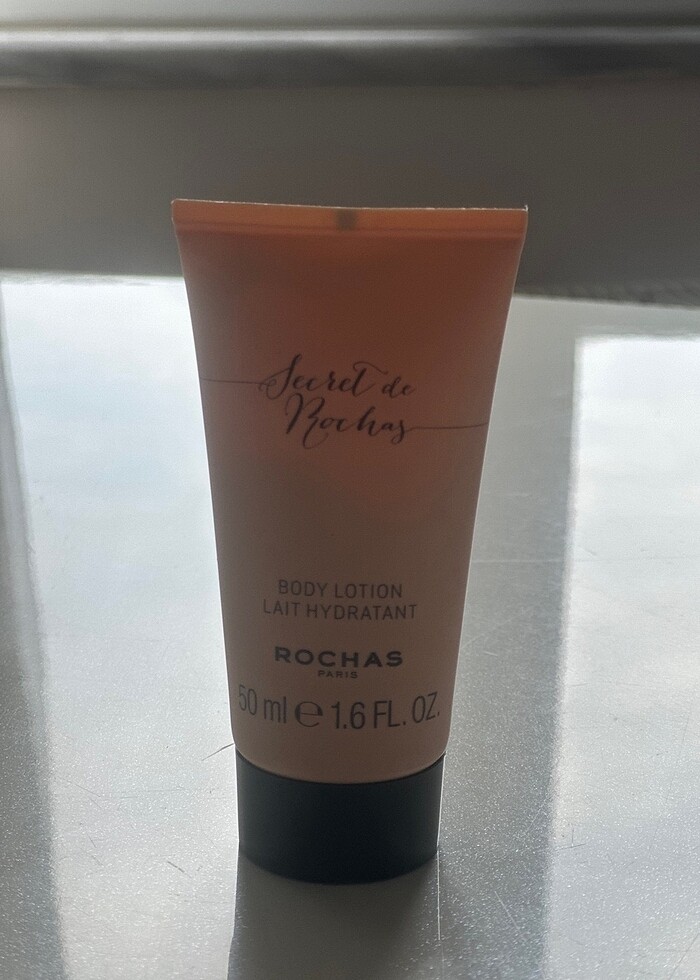 Secret de
Rochas
BODY LOTION
LAIT HYDRATANT
ROCHAS
PARIS
50 ml ℮ 1.6 FL. OZ.